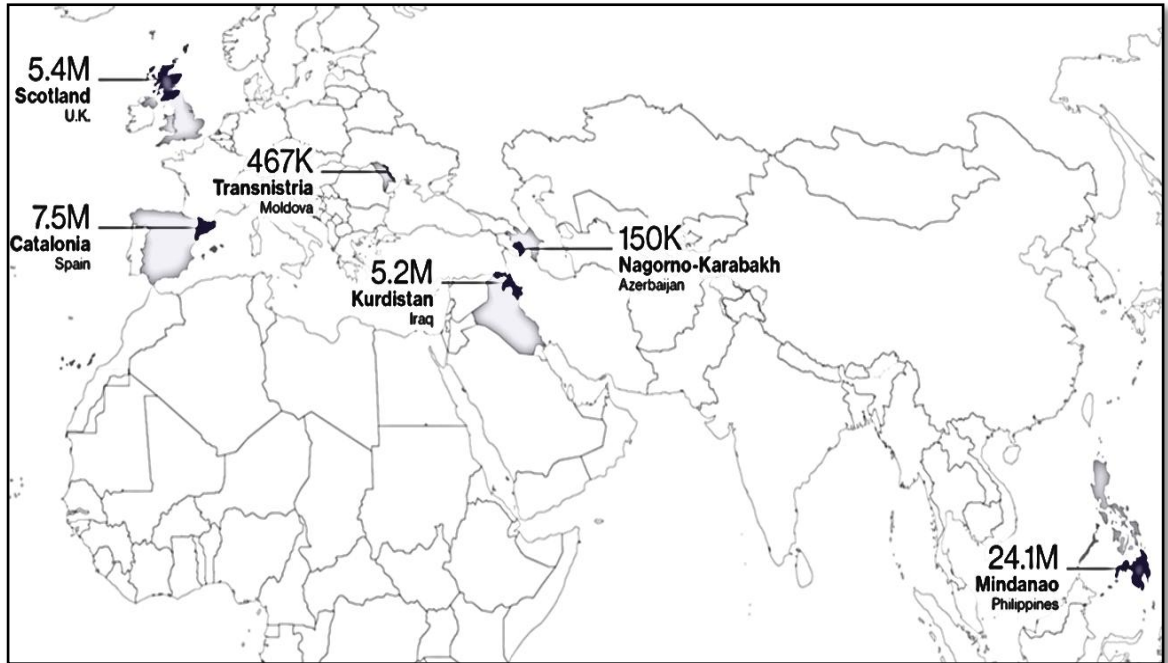 5.4M
Scotland
U.K.
467K
Transnistria
Moldova
7.5M
Catalonia
Spain
150K
Nagorno-Karabakh
Azerbaijan
5.2M
Kurdistan
Iraq
24.1M
Mindanao
Philippines